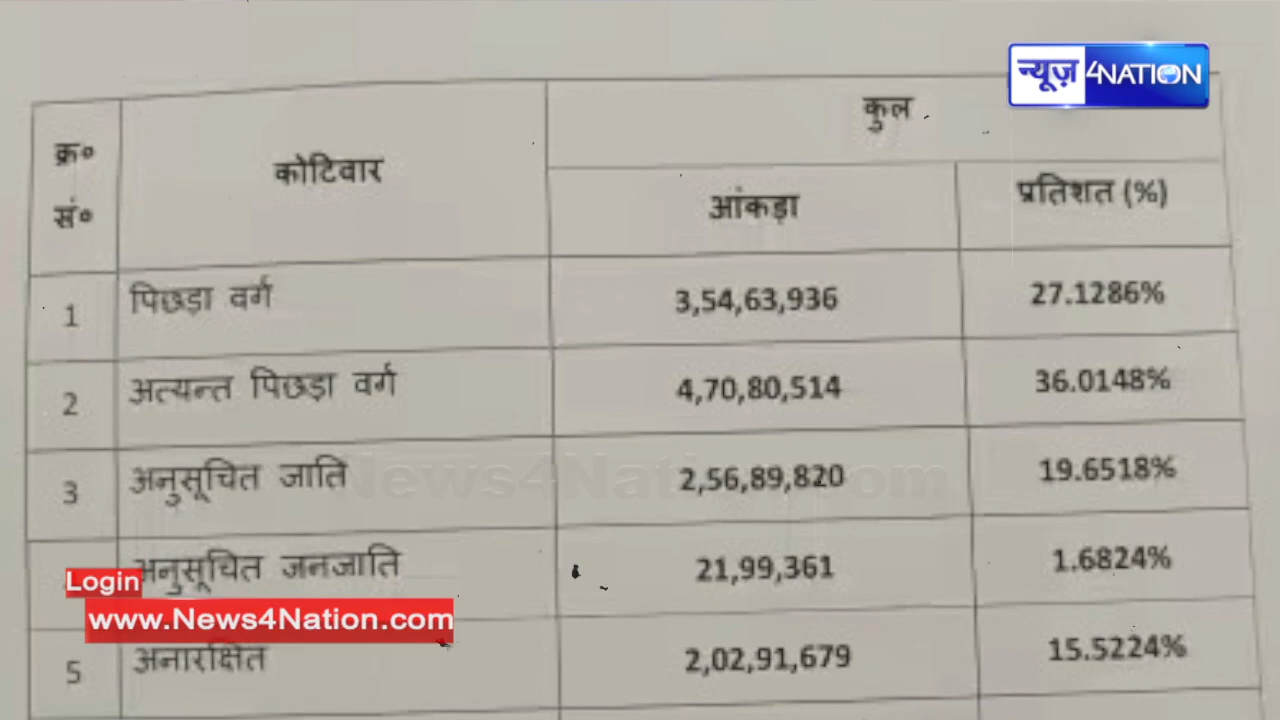 न्यूज़ 4NATION
क्र० सं० कोटिवार कुल
आंकड़ा प्रतिशत (%)
1 पिछड़ा वर्ग 3,54,63,936 27.1286%
2 अत्यन्त पिछड़ा वर्ग 4,70,80,514 36.0148%
3 अनुसूचित जाति 2,56,89,820 19.6518%
News4Nation.com
अनुसूचित जनजाति 21,99,361 1.6824%
Login
www.News4Nation.com
5 अनारक्षित 2,02,91,679 15.5224%